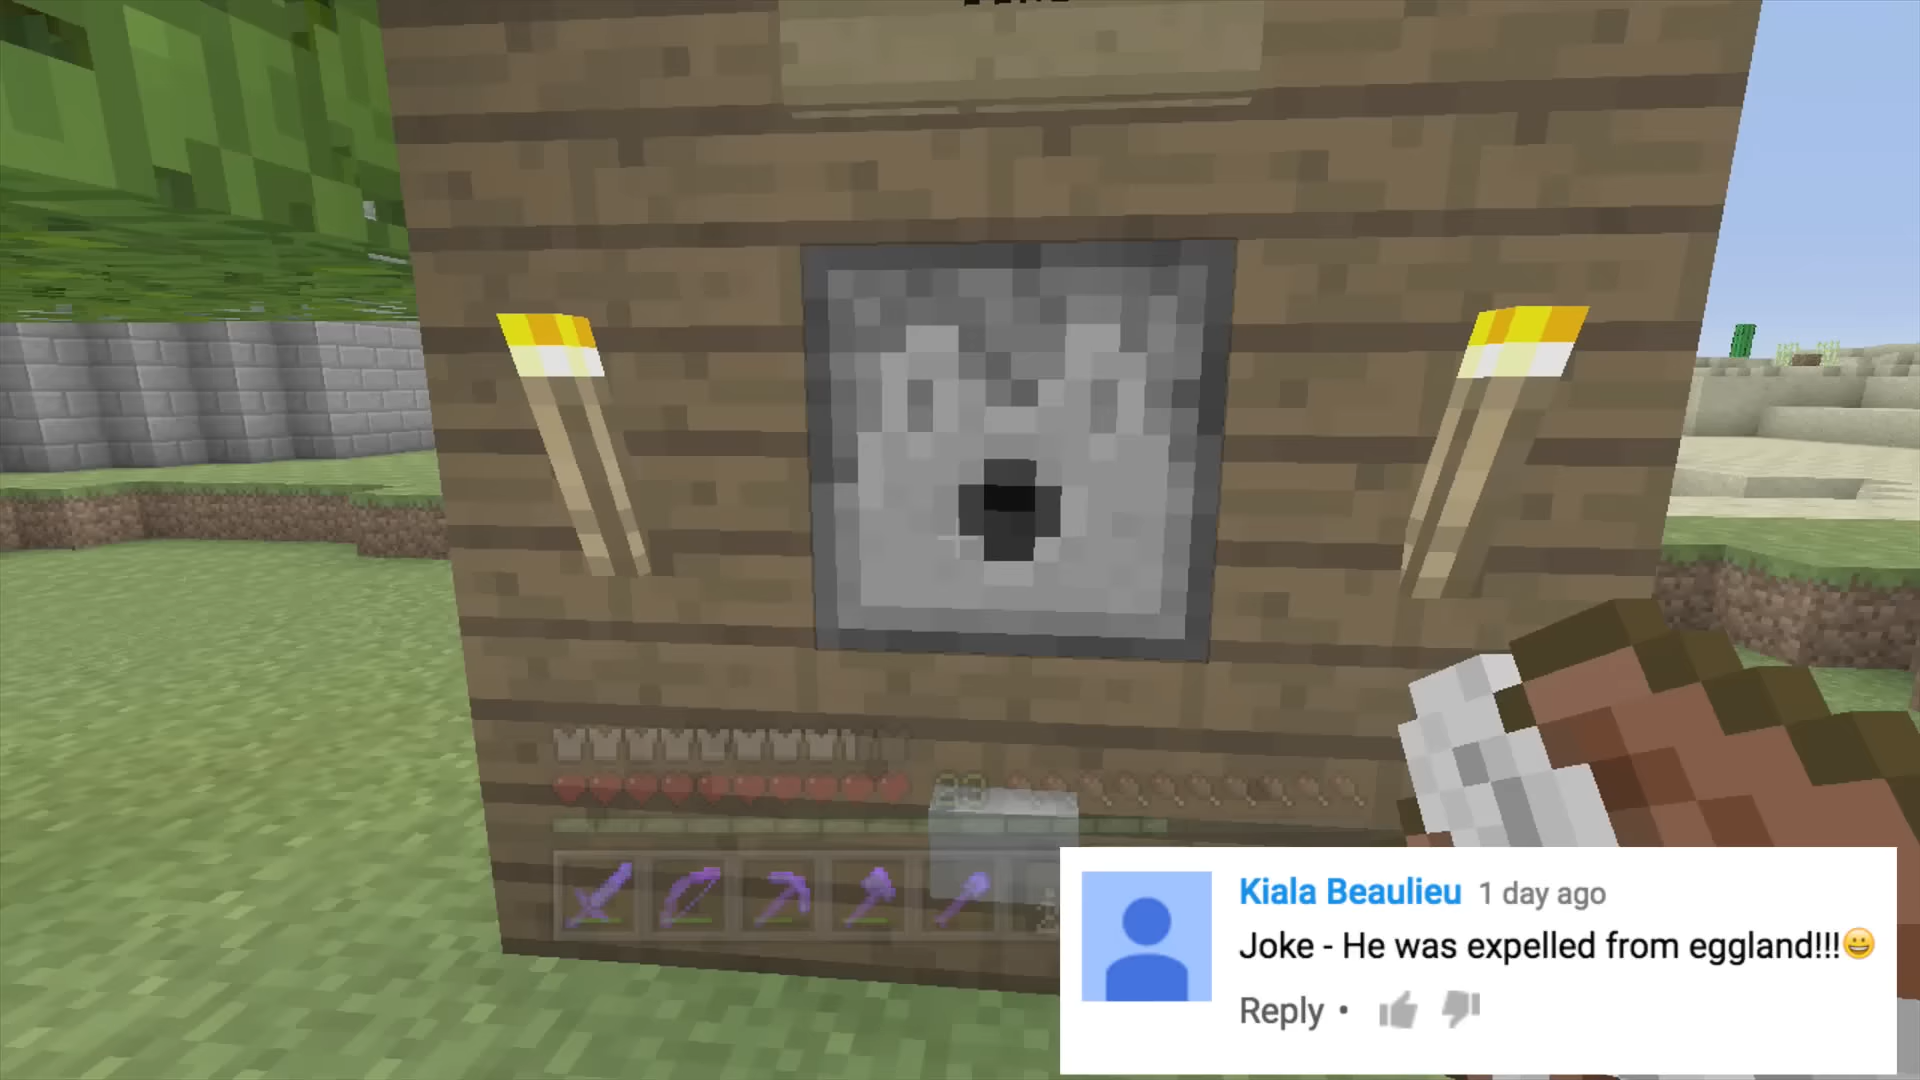 Kiala Beaulieu 1 day ago
Joke - He was expelled from eggland!!!😀
Reply •